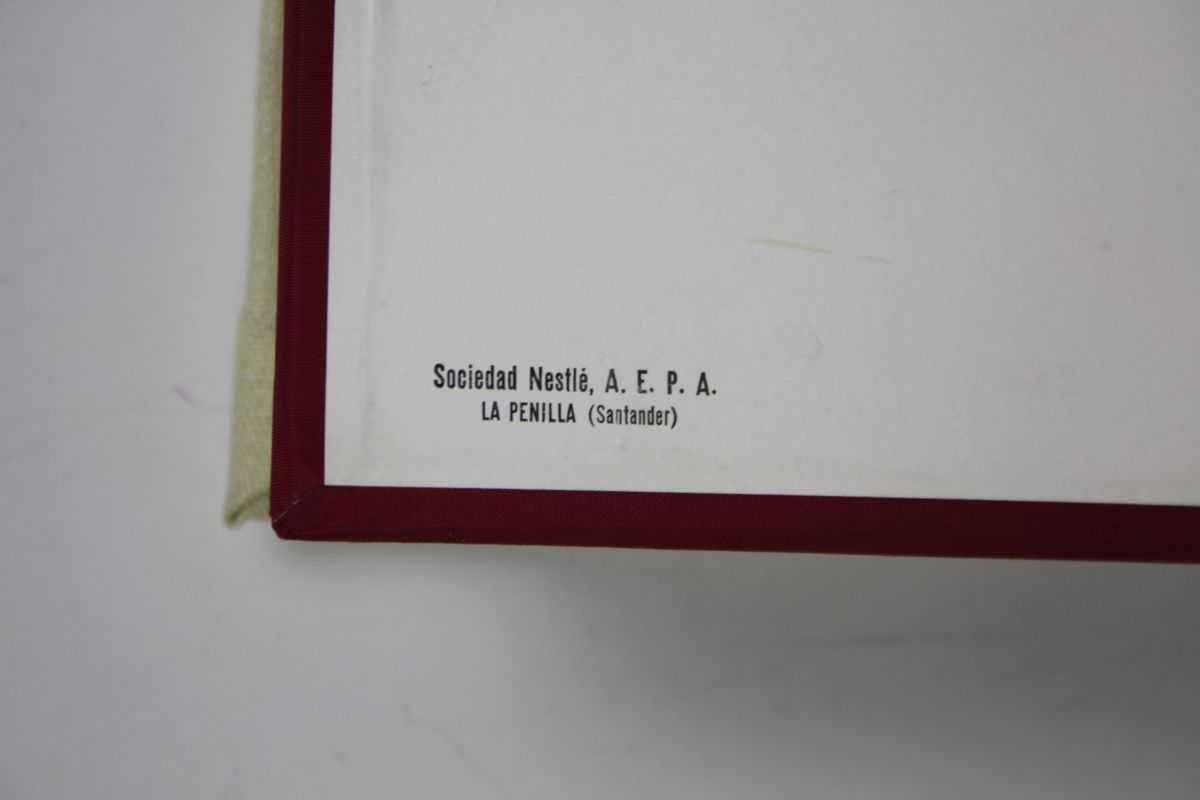 Sociedad Nestlé, A. E. P. A.
LA PENILLA (Santander)